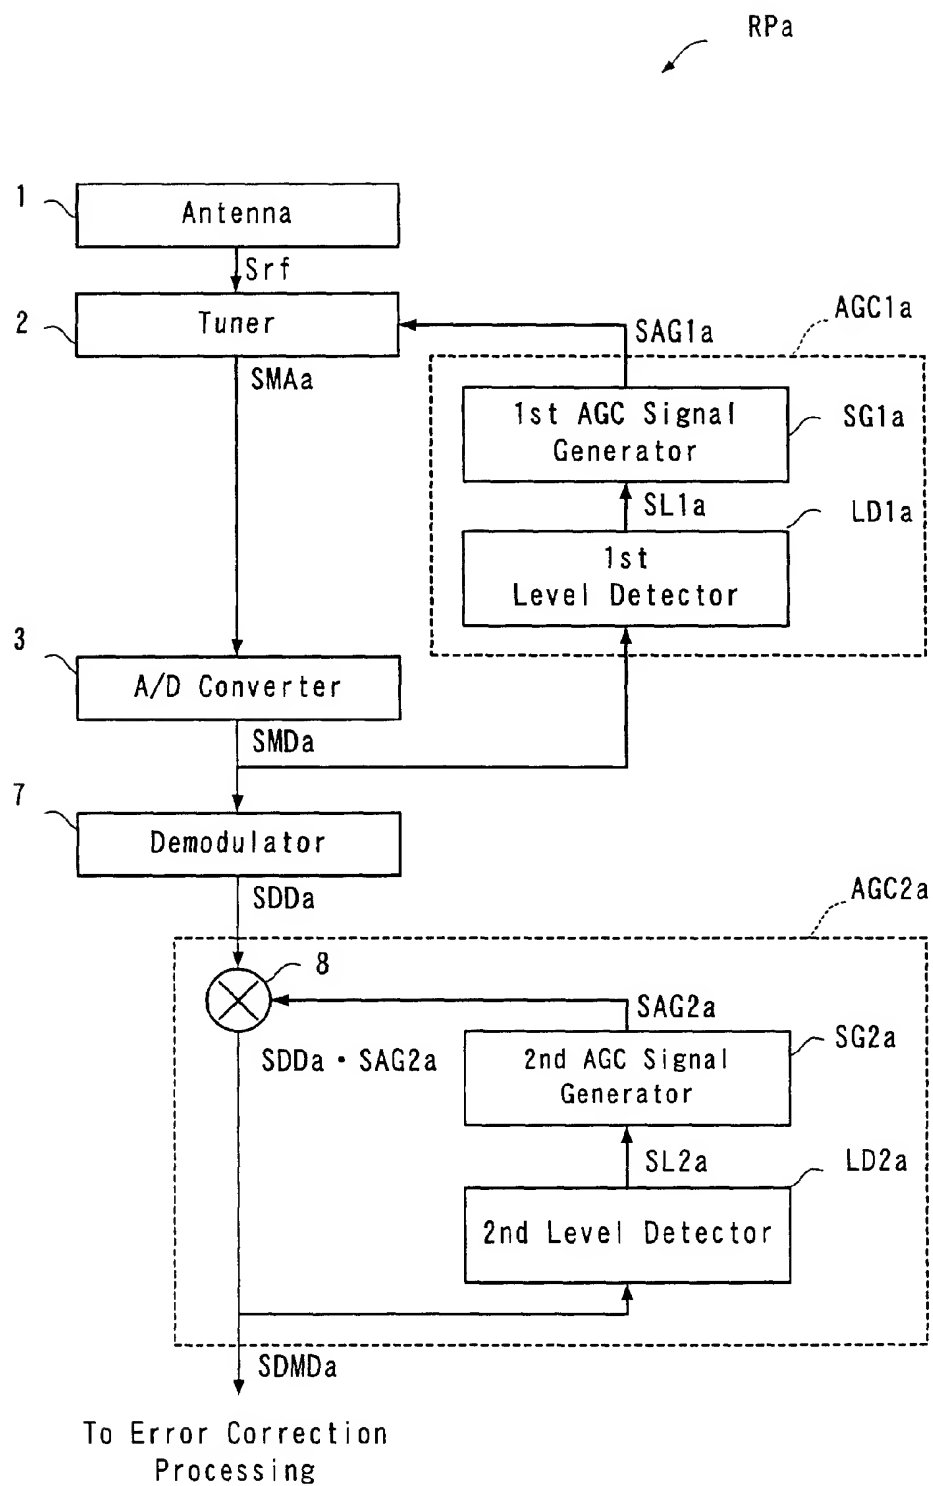 RPa
1
Antenna
Srf
2
Tuner
SMAa
SAG1a
AGC1a
1st AGC Signal
Generator
SG1a
SL1a
LD1a
1st
Level Detector
3
A/D Converter
SMDa
7
Demodulator
SDDa
AGC2a
8
SAG2a
SDDa・SAG2a
2nd AGC Signal
Generator
SG2a
SL2a
LD2a
2nd Level Detector
SDMDa
To Error Correction
Processing